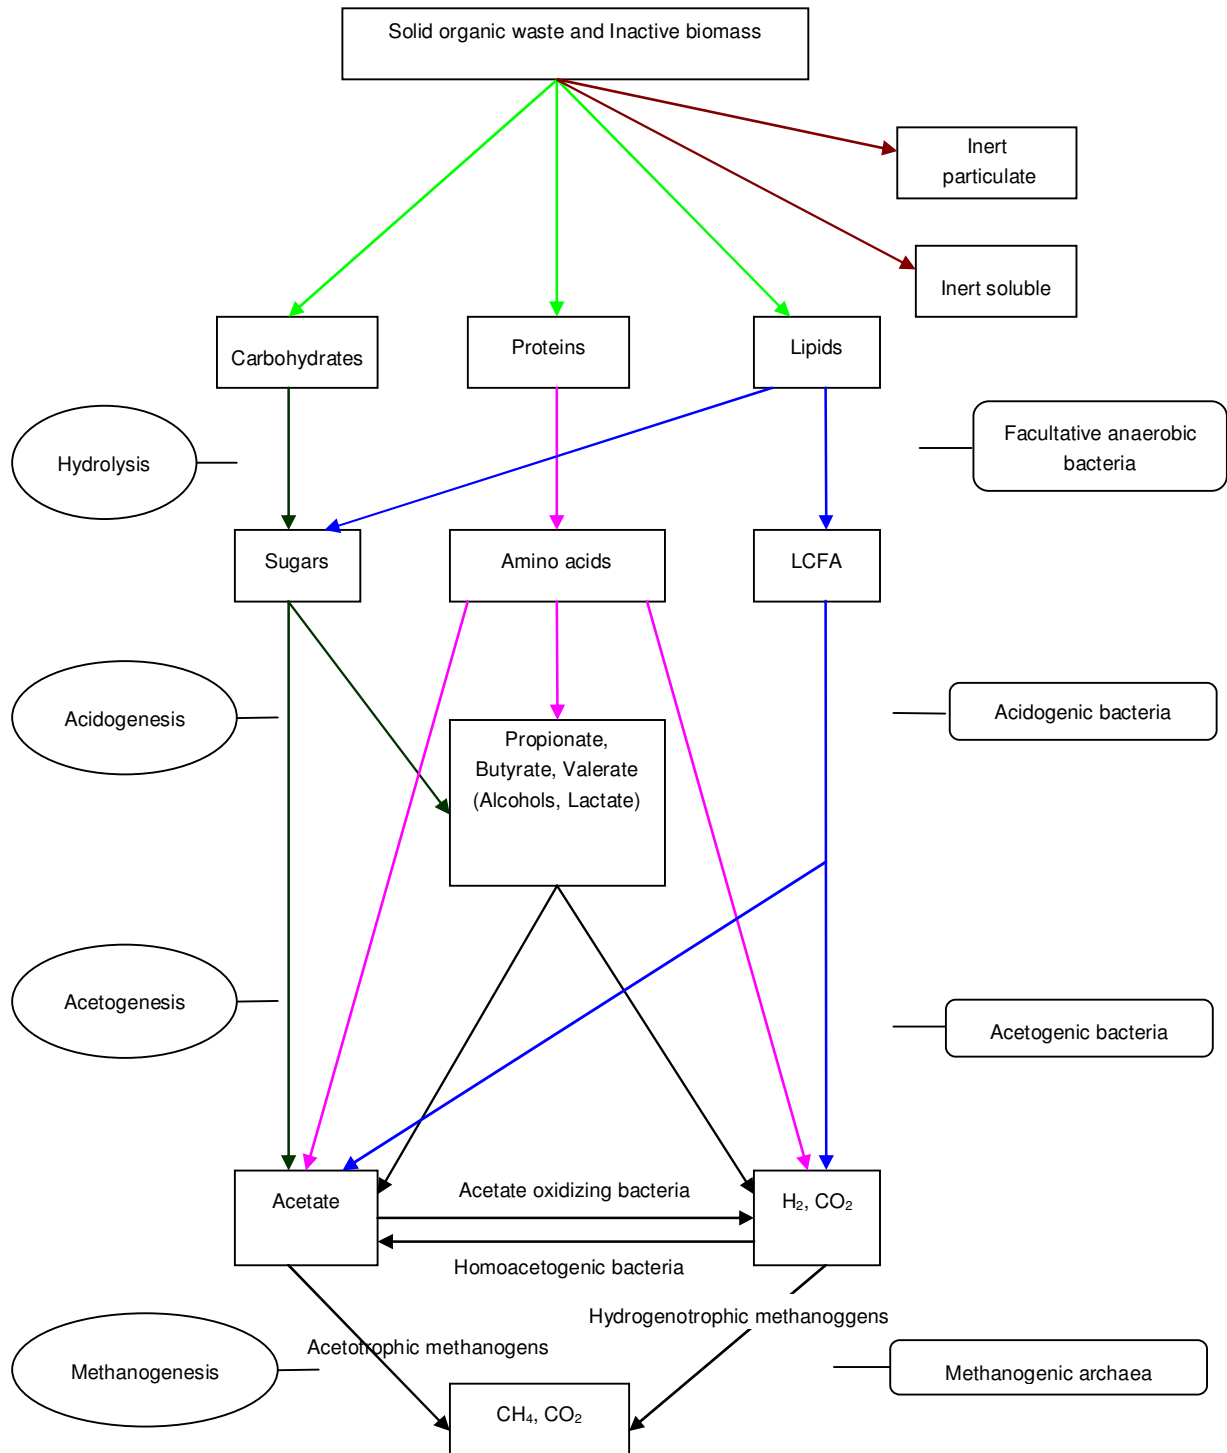 Solid organic waste and Inactive biomass
Inert
particulate
Inert soluble
Carbohydrates
Proteins
Lipids
Hydrolysis
Facultative anaerobic
bacteria
Sugars
Amino acids
LCFA
Acidogenesis
Acidogenic bacteria
Propionate,
Butyrate, Valerate
(Alcohols, Lactate)
Acetogenesis
Acetogenic bacteria
Acetate
Acetate oxidizing bacteria
H₂, CO₂
Homoacetogenic bacteria
Hydrogenotrophic methanoggens
Acetotrophic methanogens
Methanogenesis
Methanogenic archaea
CH₄, CO₂